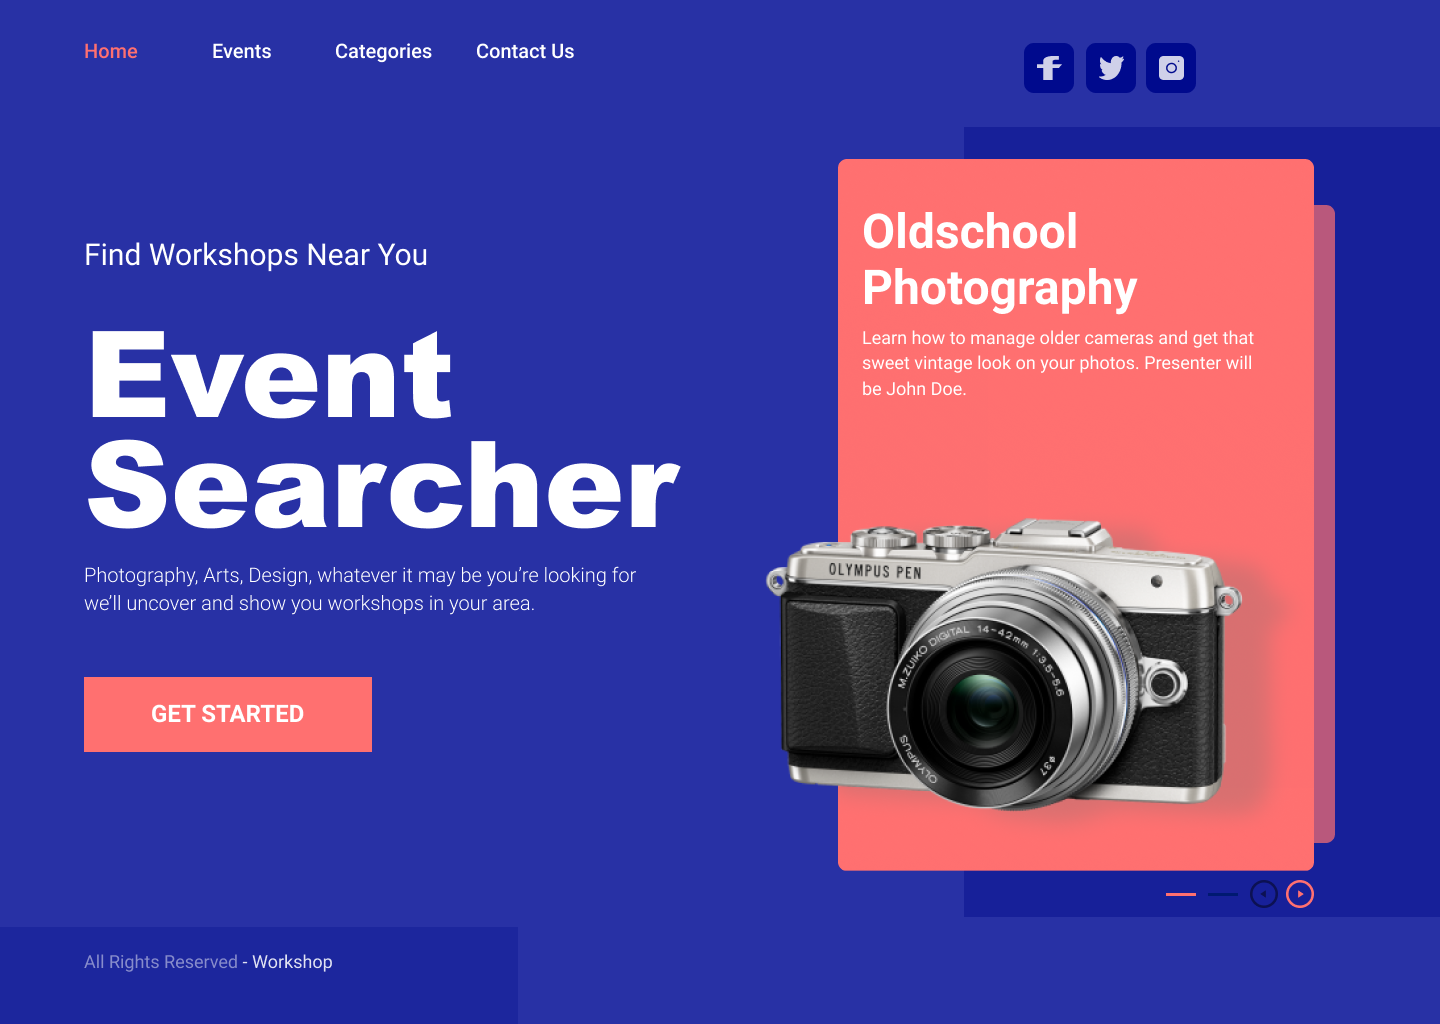 Home
Events
Categories
Contact Us
Find Workshops Near You
Event
Searcher
Photography, Arts, Design, whatever it may be you’re looking for
we’ll uncover and show you workshops in your area.
GET STARTED
Oldschool
Photography
Learn how to manage older cameras and get that
sweet vintage look on your photos. Presenter will
be John Doe.
OLYMPUS PEN
M.ZUIKO DIGITAL 14-42mm 1:3.5-5.6
OLYMPUS
ø37
All Rights Reserved - Workshop